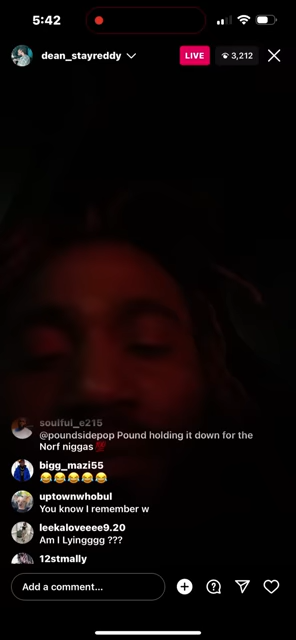 5:42
dean_stayreddy
LIVE
3,212
soulful_e215
@poundsidepop Pound holding it down for the
Norf niggas
bigg_mazi55
uptownwhobul
You know I remember w
leekaloveeee9.20
Am I Lyingggg ???
12stmally
Add a comment...